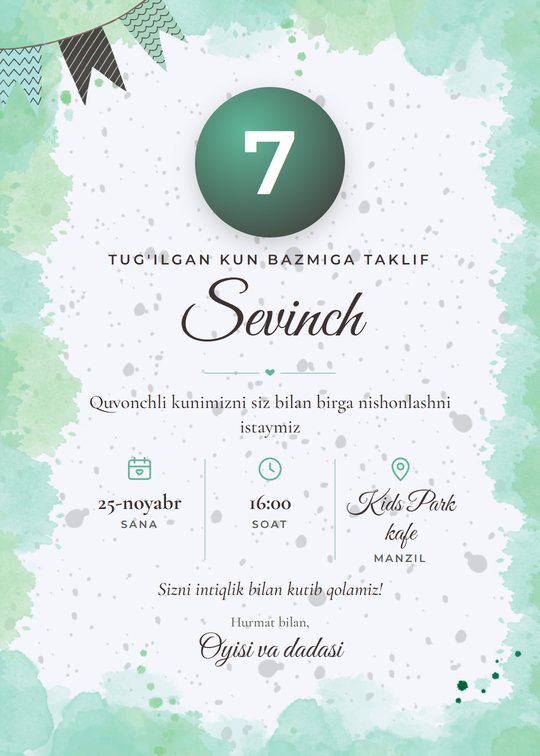 7
TUG'ILGAN KUN BAZMIGA TAKLIF
Sevinch
Quvonchli kunimizni siz bilan birga nishonlashni
istaymiz
25-noyabr
SANA
16:00
SOAT
Kids Park
kafe
MANZIL
Sizni intiqlik bilan kutib qolamiz!
Hurmat bilan,
Oyisi va dadasi